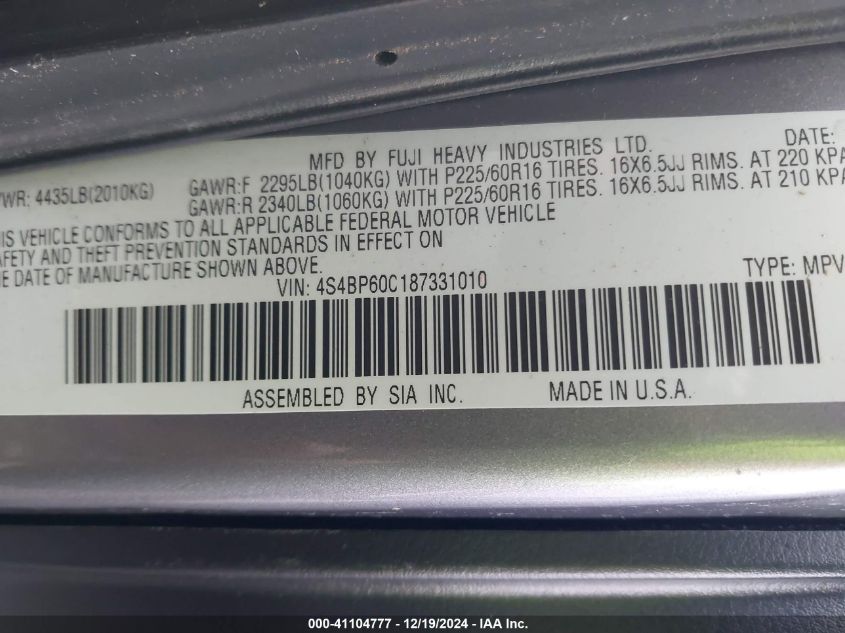 MFD BY FUJI HEAVY INDUSTRIES LTD. DATE:
VWR: 4435LB(2010KG) GAWR:F 2295LB(1040KG) WITH P225/60R16 TIRES. 16X6.5JJ RIMS. AT 220 KPA
GAWR:R 2340LB(1060KG) WITH P225/60R16 TIRES. 16X6.5JJ RIMS. AT 210 KPA
IS VEHICLE CONFORMS TO ALL APPLICABLE FEDERAL MOTOR VEHICLE
AFETY AND THEFT PREVENTION STANDARDS IN EFFECT ON
E DATE OF MANUFACTURE SHOWN ABOVE.
VIN: 4S4BP60C187331010 TYPE: MPV
ASSEMBLED BY SIA INC. MADE IN U.S.A.
000-41104777 - 12/19/2024 - IAA Inc.